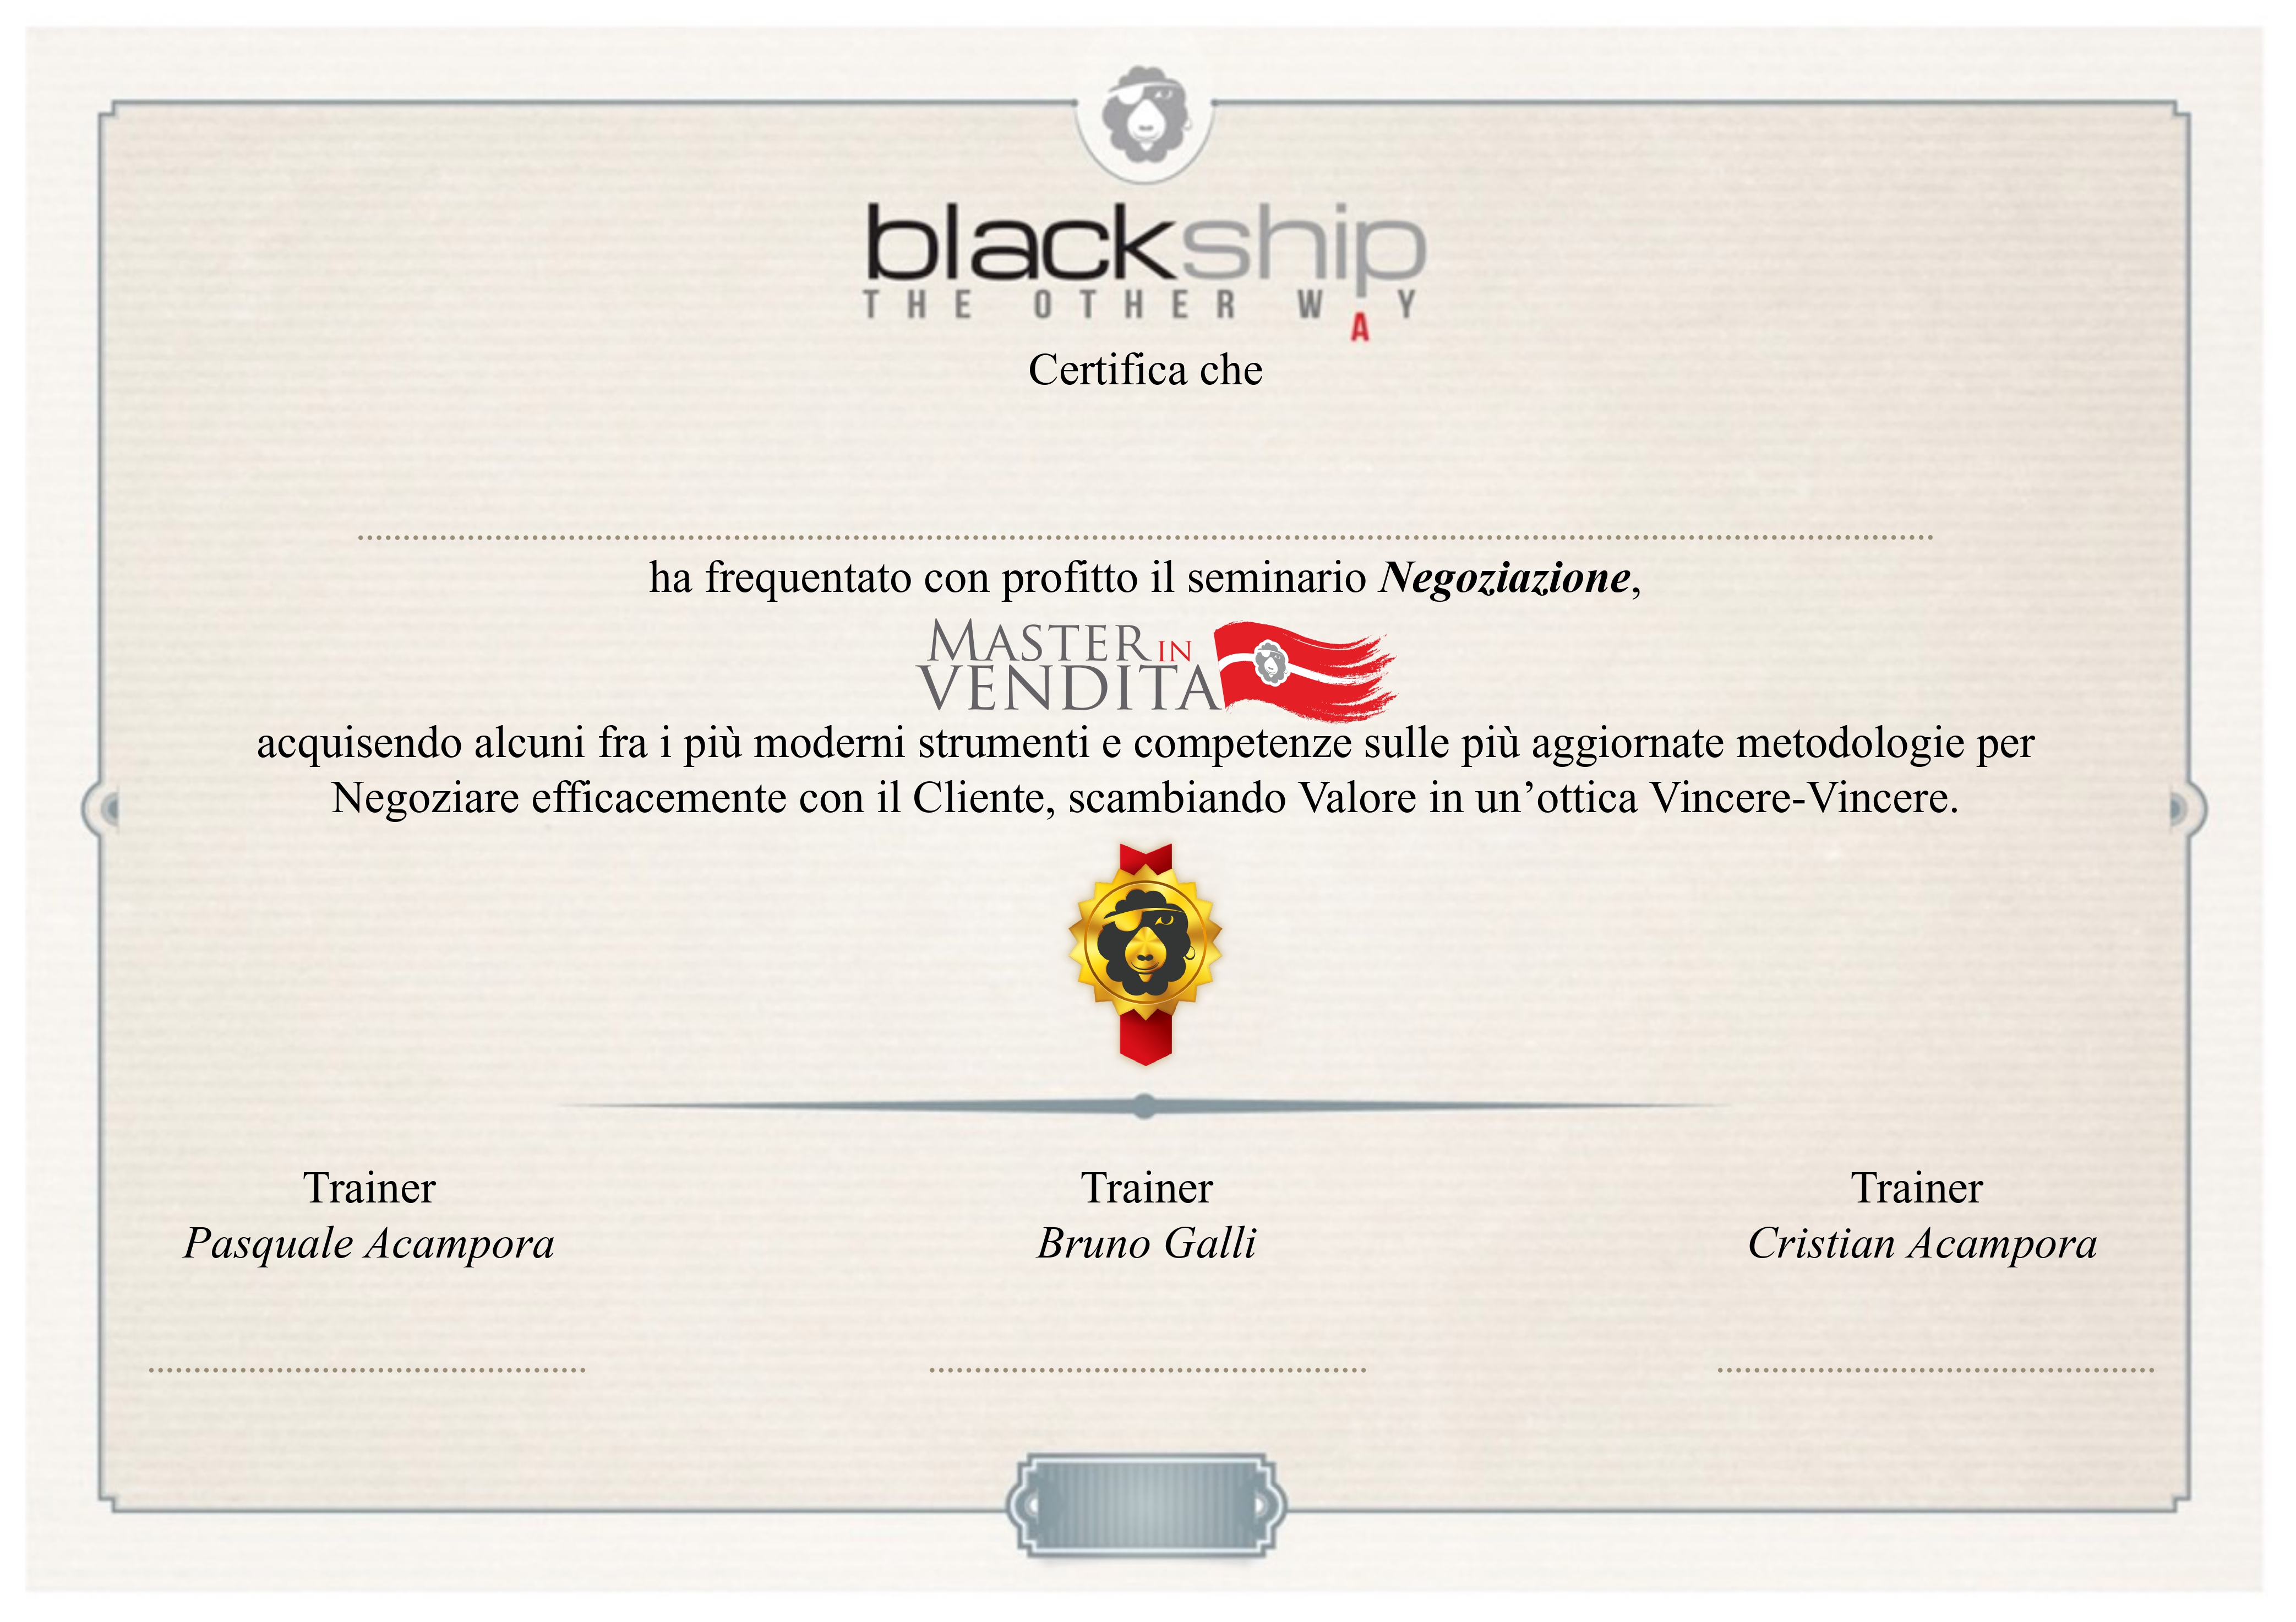 blackship
THE OTHER WAY
Certifica che
ha frequentato con profitto il seminario Negoziazione,
MASTER IN
VENDITA
acquisendo alcuni fra i più moderni strumenti e competenze sulle più aggiornate metodologie per
Negoziare efficacemente con il Cliente, scambiando Valore in un’ottica Vincere-Vincere.
Trainer Trainer Trainer
Pasquale Acampora Bruno Galli Cristian Acampora